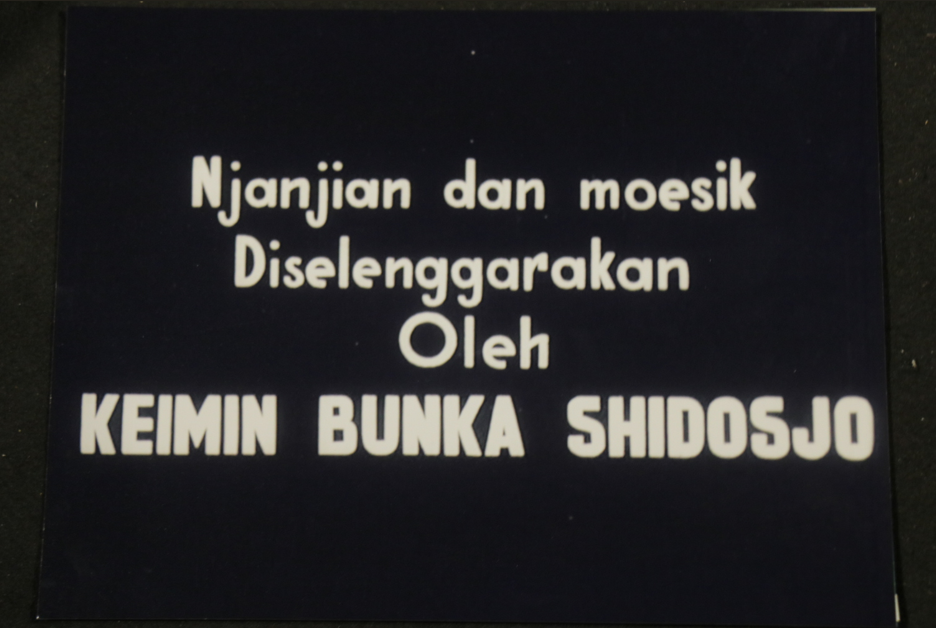 Njanjian dan moesik
Diselenggarakan
Oleh
KEIMIN BUNKA SHIDOSJO